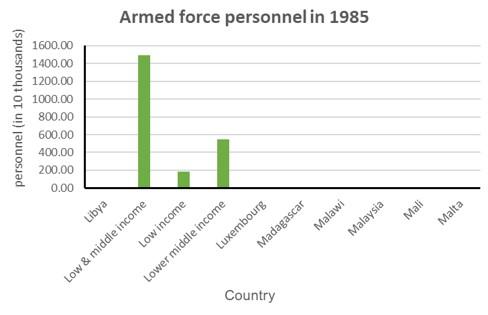 Armed force personnel in 1985
personnel (in 10 thousands)
1600.00
1400.00
1200.00
1000.00
800.00
600.00
400.00
200.00
0.00
Libya
Low & middle income
Low income
Lower middle income
Luxembourg
Madagascar
Malawi
Malaysia
Mali
Malta
Country